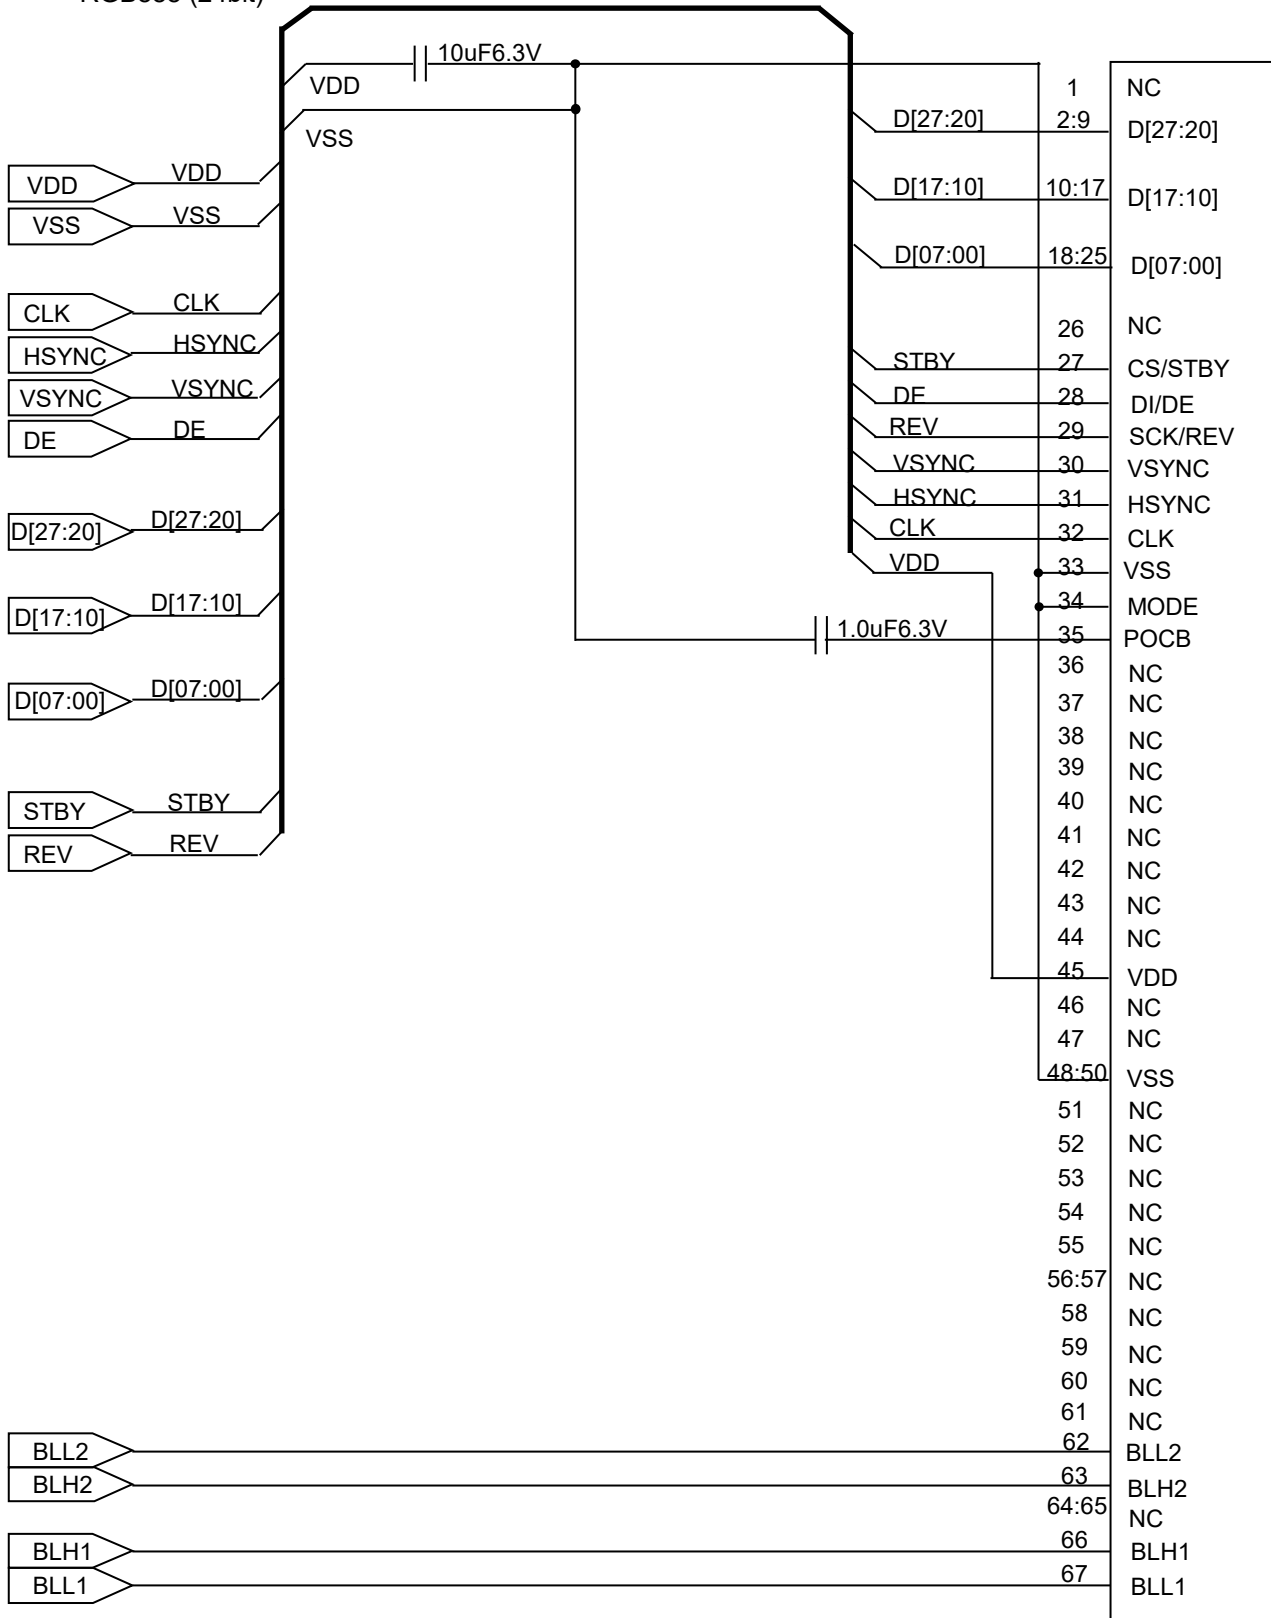 10uF6.3V
VDD
VSS
VDD VDD
VSS VSS
CLK CLK
HSYNC HSYNC
VSYNC VSYNC
DE DE
D[27:20] D[27:20]
D[17:10] D[17:10]
D[07:00] D[07:00]
STBY STBY
REV REV
1 NC
D[27:20] 2:9 D[27:20]
D[17:10] 10:17 D[17:10]
D[07:00] 18:25 D[07:00]
26 NC
STBY 27 CS/STBY
DE 28 DI/DE
REV 29 SCK/REV
VSYNC 30 VSYNC
HSYNC 31 HSYNC
CLK 32 CLK
VDD 33 VSS
34 MODE
1.0uF6.3V 35 POCB
36 NC
37 NC
38 NC
39 NC
40 NC
41 NC
42 NC
43 NC
44 NC
45 VDD
46 NC
47 NC
48:50 VSS
51 NC
52 NC
53 NC
54 NC
55 NC
56:57 NC
58 NC
59 NC
60 NC
61 NC
BLL2 62 BLL2
BLH2 63 BLH2
64:65 NC
BLH1 66 BLH1
BLL1 67 BLL1